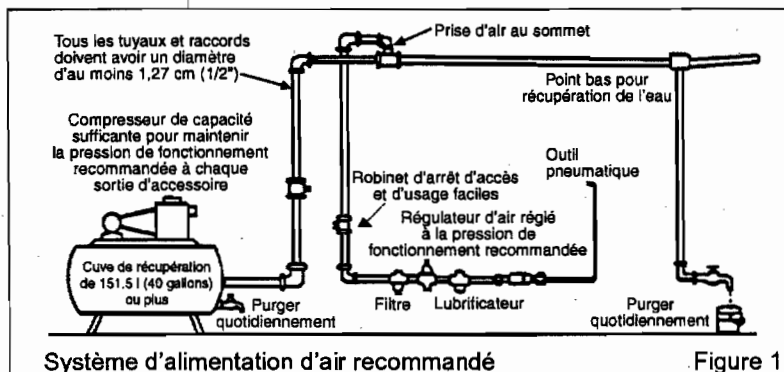 Tous les tuyaux et raccords
doivent avoir un diamètre
d'au moins 1,27 cm (1/2")
Prise d'air au sommet
Point bas pour
récupération de l'eau
Compresseur de capacité
sufficante pour maintenir
la pression de fonctionnement
recommandée à chaque
sortie d'accessoire
Outil
pneumatique
Robinet d'arrêt d'accès
et d'usage faciles
Régulateur d'air réglé
à la pression de
fonctionnement recommandée
Cuve de récupération
de 151.5 l (40 gallons)
ou plus
Purger
quotidiennement
Filtre
Lubrificateur
Purger
quotidiennement
Système d'alimentation d'air recommandé
Figure 1